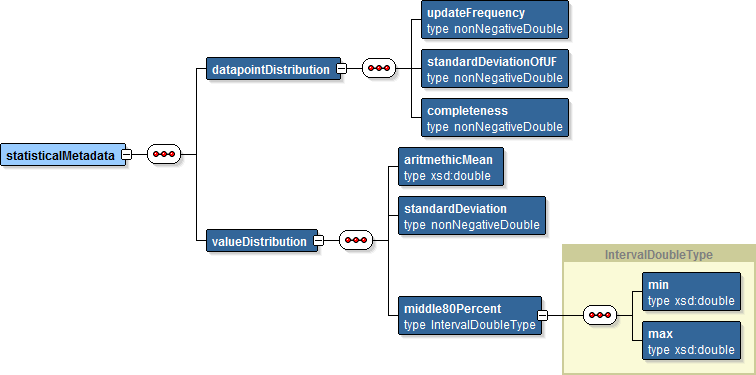 updateFrequency
type nonNegativeDouble
datapointDistribution
standardDeviationOfUF
type nonNegativeDouble
completeness
type nonNegativeDouble
statisticalMetadata
aritmethicMean
type xsd:double
standardDeviation
type nonNegativeDouble
valueDistribution
IntervalDoubleType
min
type xsd:double
middle80Percent
type IntervalDoubleType
max
type xsd:double